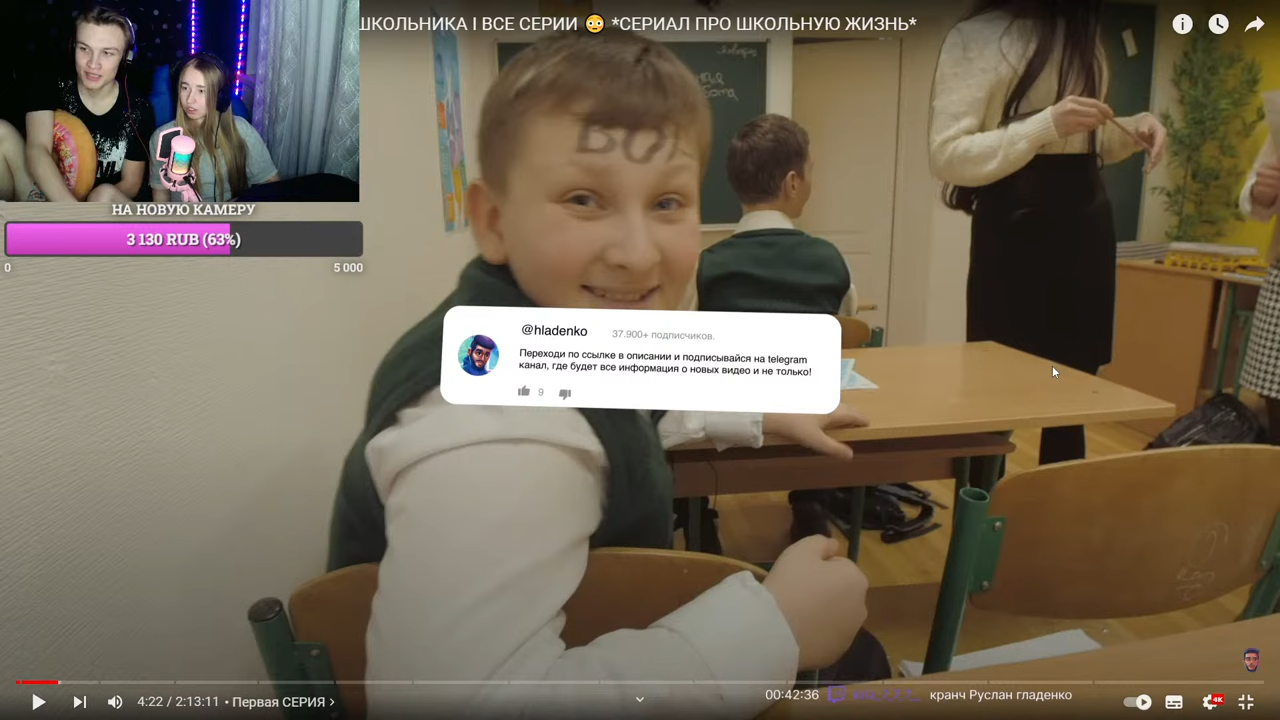 ШКОЛЬНИКА I ВСЕ СЕРИИ 😳 *СЕРИАЛ ПРО ШКОЛЬНУЮ ЖИЗНЬ*
НА НОВУЮ КАМЕРУ
3 130 RUB (63%)
0 5 000
@hladenko 37.900+ подписчиков.
Переходи по ссылке в описании и подписывайся на telegram
канал, где будет все информация о новых видео и не только!
9
4:22 / 2:13:11 • Первая СЕРИЯ
00:42:36 кранч Руслан гладенко
4K